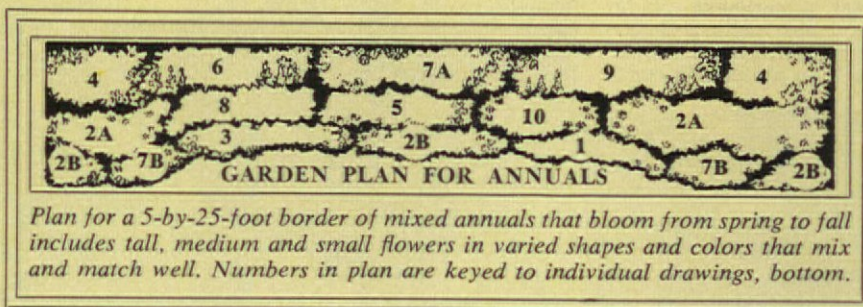 4 6 7A 9 4
8 5 10
2A 3 2B 1 2A
2B 7B 7B 2B
GARDEN PLAN FOR ANNUALS
Plan for a 5-by-25-foot border of mixed annuals that bloom from spring to fall
includes tall, medium and small flowers in varied shapes and colors that mix
and match well. Numbers in plan are keyed to individual drawings, bottom.